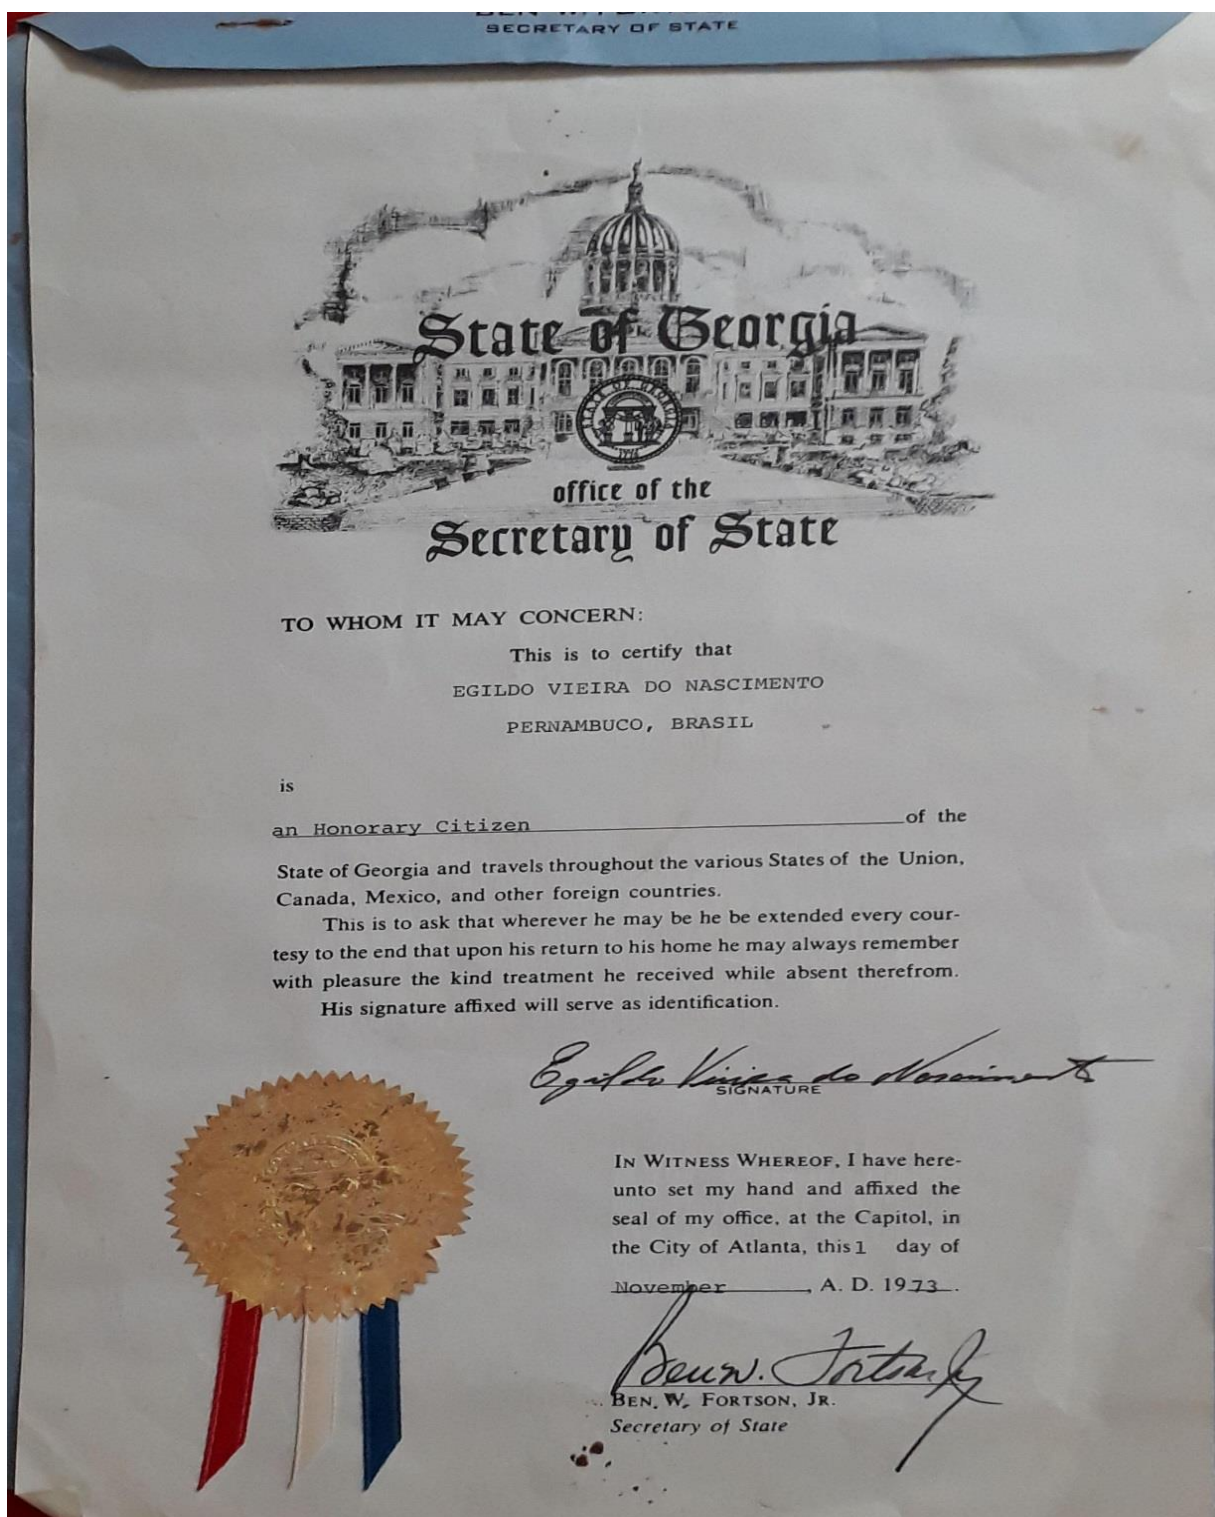 SECRETARY OF STATE
State of Georgia
STATE OF GEORGIA
1776
office of the
Secretary of State
TO WHOM IT MAY CONCERN:
This is to certify that
EGILDO VIEIRA DO NASCIMENTO
PERNAMBUCO, BRASIL
is
an Honorary Citizen of the
State of Georgia and travels throughout the various States of the Union,
Canada, Mexico, and other foreign countries.
This is to ask that wherever he may be he be extended every cour-
tesy to the end that upon his return to his home he may always remember
with pleasure the kind treatment he received while absent therefrom.
His signature affixed will serve as identification.
Egildo Vieira do Nascimento
SIGNATURE
IN WITNESS WHEREOF, I have here-
unto set my hand and affixed the
seal of my office, at the Capitol, in
the City of Atlanta, this 1 day of
November, A. D. 1973.
Ben W. Fortson Jr
BEN. W. FORTSON, JR.
Secretary of State